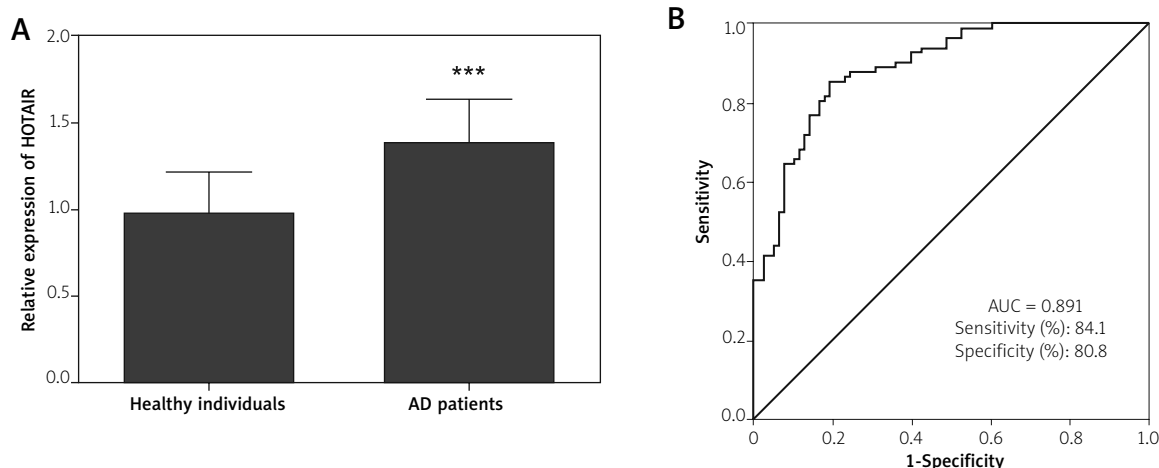 A
Relative expression of HOTAIR
2.0
1.5
1.0
0.5
0.0
***
Healthy individuals
AD patients
B
Sensitivity
1.0
0.8
0.6
0.4
0.2
0.0
AUC = 0.891
Sensitivity (%): 84.1
Specificity (%): 80.8
0 0.2 0.4 0.6 0.8 1.0
1-Specificity